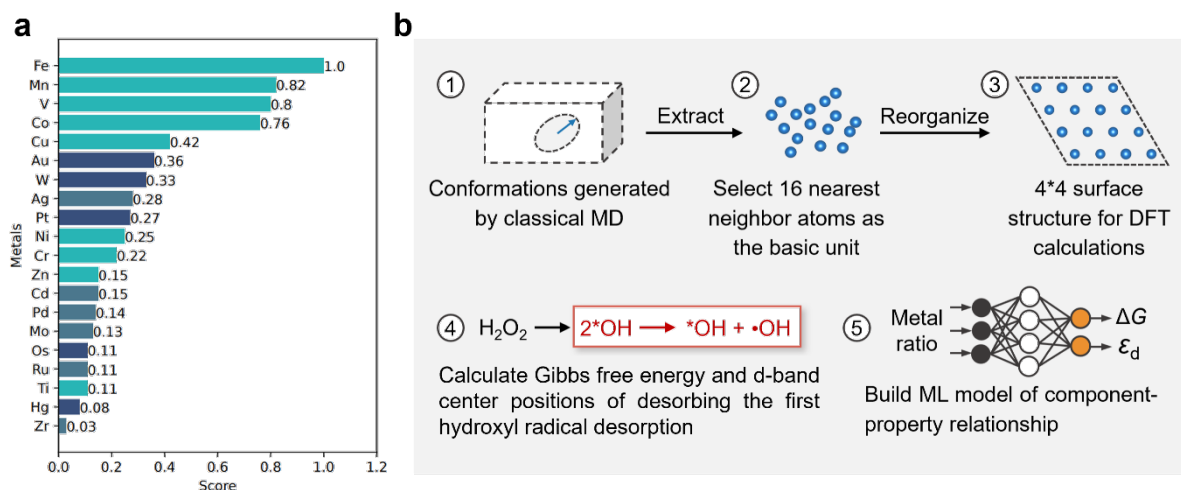 a
Fe 1.0
Mn 0.82
V 0.8
Co 0.76
Cu 0.42
Au 0.36
W 0.33
Ag 0.28
Pt 0.27
Ni 0.25
Cr 0.22
Zn 0.15
Cd 0.15
Pd 0.14
Mo 0.13
Os 0.11
Ru 0.11
Ti 0.11
Hg 0.08
Zr 0.03
Metals
0.0 0.2 0.4 0.6 0.8 1.0 1.2
Score
b
1
Extract
2
Reorganize
3
Conformations generated
by classical MD
Select 16 nearest
neighbor atoms as
the basic unit
4*4 surface
structure for DFT
calculations
4
H₂O₂
2*OH → *OH + •OH
Calculate Gibbs free energy and d-band
center positions of desorbing the first
hydroxyl radical desorption
5
Metal
ratio
ΔG
εd
Build ML model of component-
property relationship